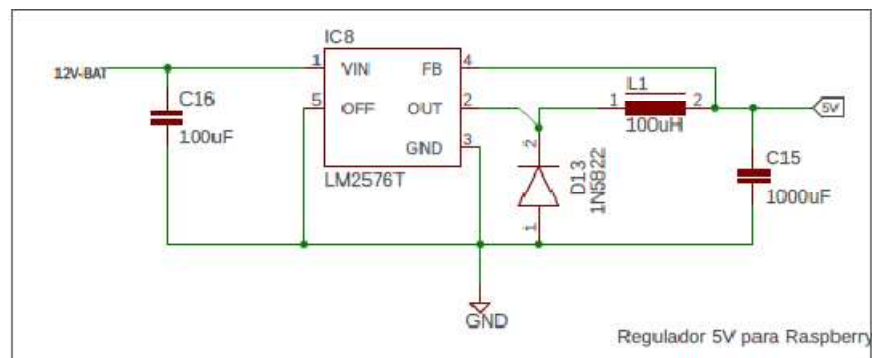 IC8
12V-BAT
1
VIN
FB
4
C16
100uF
5
OFF
OUT
2
GND
3
LM2576T
L1
1
2
100uH
5V
2
D13
1N5822
1
C15
1000uF
GND
Regulador 5V para Raspberry